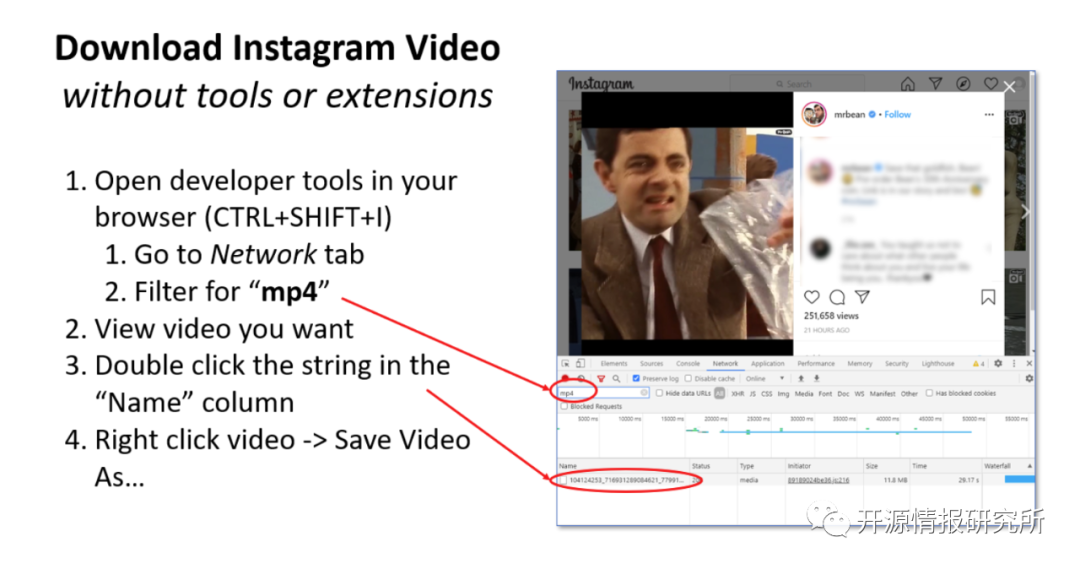 Download Instagram Video
without tools or extensions
1. Open developer tools in your
browser (CTRL+SHIFT+I)
1. Go to Network tab
2. Filter for “mp4”
2. View video you want
3. Double click the string in the
“Name” column
4. Right click video -> Save Video
As…
Instagram
Search
mrbean • Follow
251,658 views
21 HOURS AGO
Elements Sources Console Network Application Performance Memory Security Lighthouse 4
Preserve log Disable cache Online
mp4 Hide data URLs All XHR JS CSS Img Media Font Doc WS Manifest Other Has blocked cookies
Blocked Requests
5000 ms 10000 ms 15000 ms 20000 ms 25000 ms 30000 ms 35000 ms 40000 ms 45000 ms 50000 ms 55000 ms
Name Status Type Initiator Size Time Waterfall
104124253_716931289084621_77991... media 89189024be36.js:216 11.8 MB 29.17 s
开源情报研究所